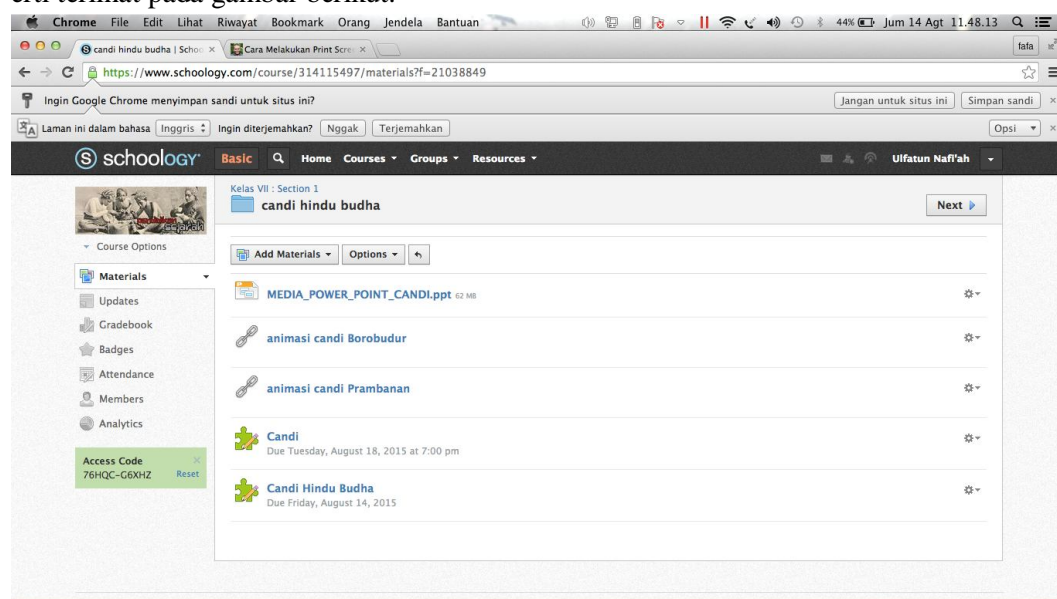 erti terlihat pada gambar berikut.
Chrome File Edit Lihat Riwayat Bookmark Orang Jendela Bantuan 44% Jum 14 Agt 11.48.13
candi hindu budha | Schoo × Cara Melakukan Print Scre ×
fafa
https://www.schoology.com/course/314115497/materials?f=21038849
Ingin Google Chrome menyimpan sandi untuk situs ini? Jangan untuk situs ini Simpan sandi ×
Laman ini dalam bahasa Inggris Ingin diterjemahkan? Nggak Terjemahkan Opsi ×
S schoology Basic Home Courses Groups Resources Ulfatun Nafi'ah
Kelas VII : Section 1
candi hindu budha
Next
Course Options
Add Materials Options
Materials
Updates
Gradebook
Badges
Attendance
Members
Analytics
Access Code ×
76HQC-G6XHZ Reset
MEDIA_POWER_POINT_CANDI.ppt 62 MB
animasi candi Borobudur
animasi candi Prambanan
Candi
Due Tuesday, August 18, 2015 at 7:00 pm
Candi Hindu Budha
Due Friday, August 14, 2015